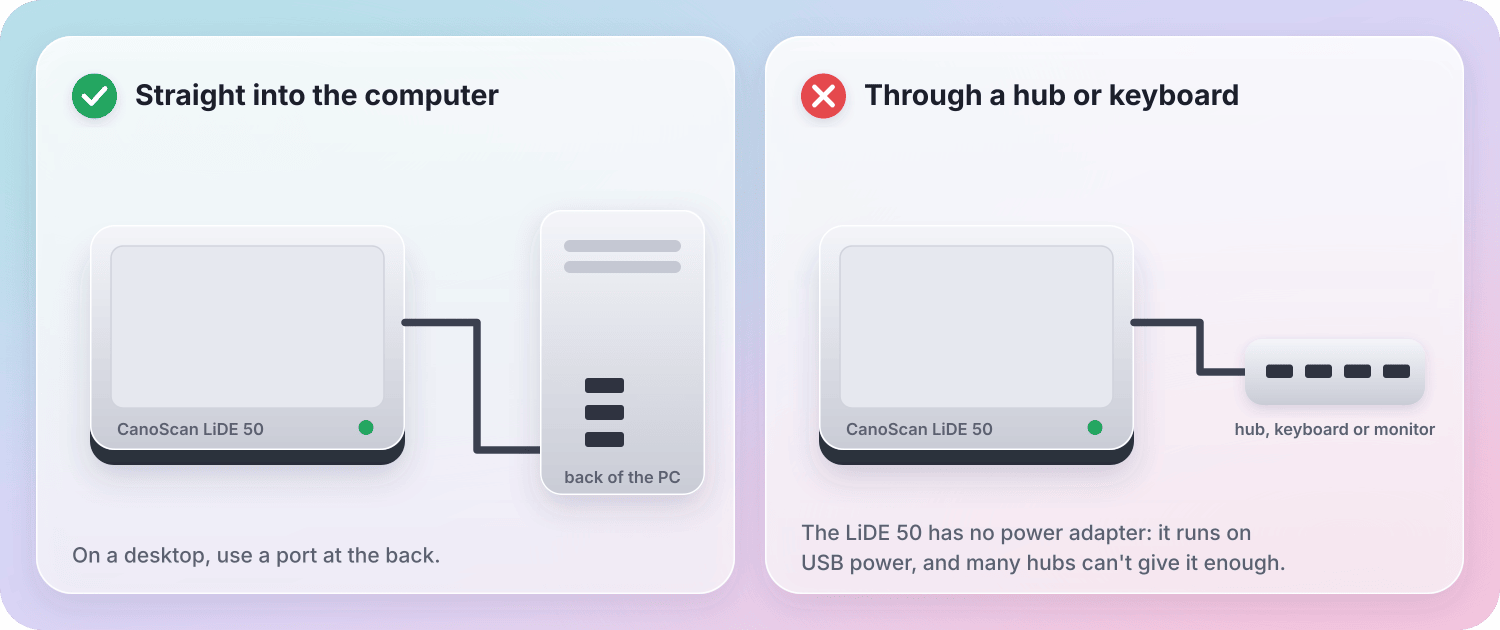 Straight into the computer
CanoScan LiDE 50
back of the PC
On a desktop, use a port at the back.
Through a hub or keyboard
CanoScan LiDE 50
hub, keyboard or monitor
The LiDE 50 has no power adapter: it runs on
USB power, and many hubs can't give it enough.